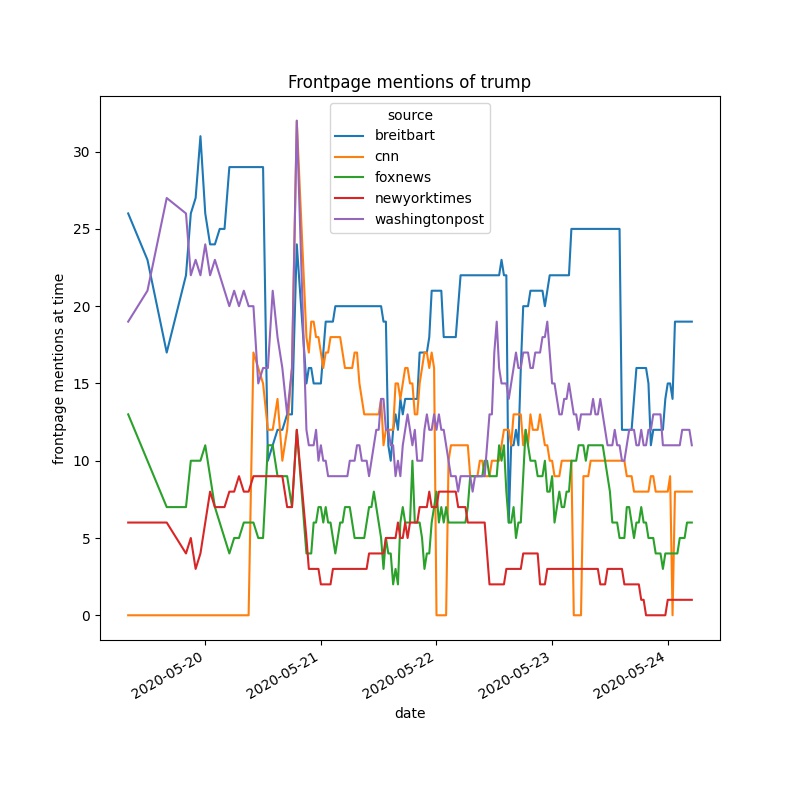 Frontpage mentions of trump
source
breitbart
cnn
foxnews
newyorktimes
washingtonpost
frontpage mentions at time
30
25
20
15
10
5
0
2020-05-20
2020-05-21
2020-05-22
2020-05-23
2020-05-24
date